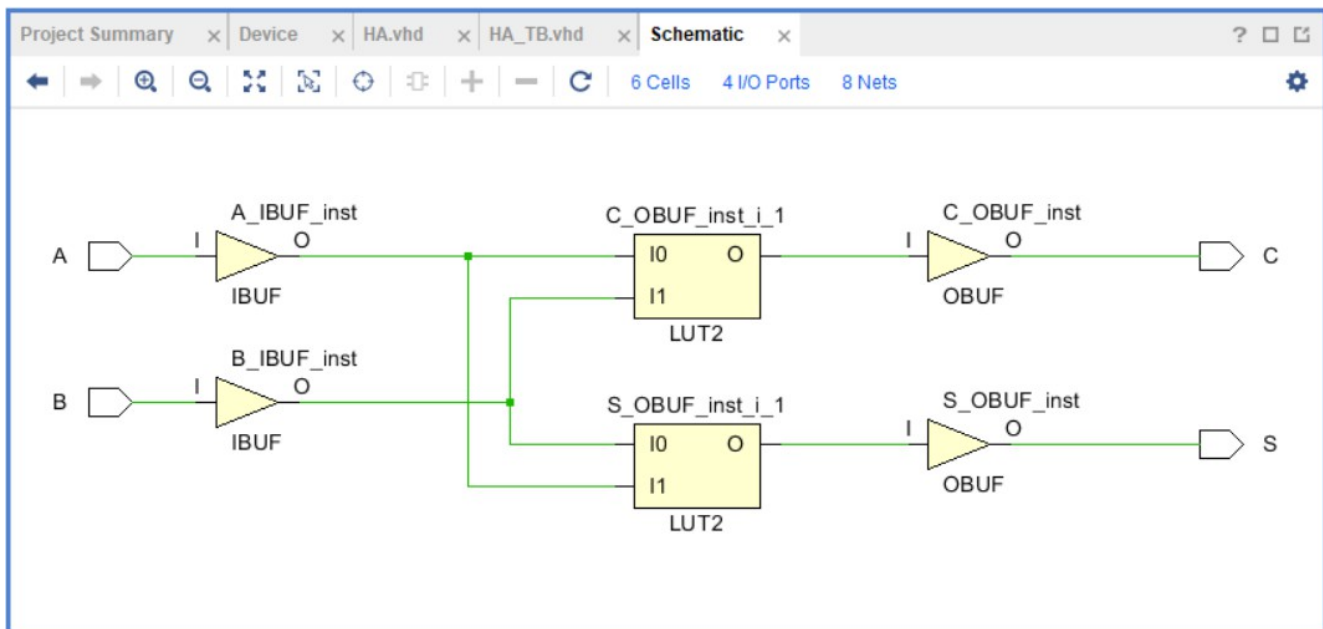 Project Summary × Device × HA.vhd × HA_TB.vhd × Schematic × ?
6 Cells 4 I/O Ports 8 Nets
A_IBUF_inst C_OBUF_inst_i_1 C_OBUF_inst
A I O I0 O I O C
I1
IBUF LUT2 OBUF
B_IBUF_inst S_OBUF_inst_i_1 S_OBUF_inst
B I O I0 O I O S
I1
IBUF LUT2 OBUF